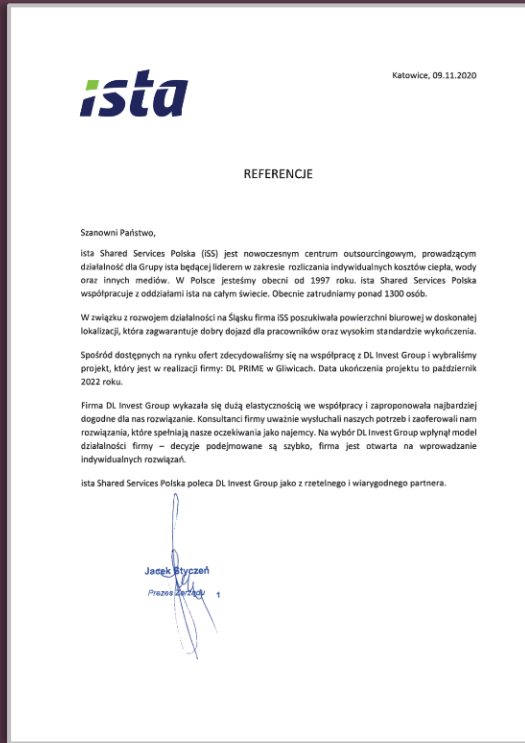 ista
Katowice, 09.11.2020
REFERENCJE
Szanowni Państwo,
ista Shared Services Polska (iSS) jest nowoczesnym centrum outsourcingowym, prowadzącym
działalność dla Grupy ista będącej liderem w zakresie rozliczania indywidualnych kosztów ciepła, wody
oraz innych mediów. W Polsce jesteśmy obecni od 1997 roku. ista Shared Services Polska
współpracuje z oddziałami ista na całym świecie. Obecnie zatrudniamy ponad 1300 osób.
W związku z rozwojem działalności na Śląsku firma iSS poszukiwała powierzchni biurowej w doskonałej
lokalizacji, która zagwarantuje dobry dojazd dla pracowników oraz wysokim standardzie wykończenia.
Spośród dostępnych na rynku ofert zdecydowaliśmy się na współpracę z DL Invest Group i wybraliśmy
projekt, który jest w realizacji firmy: DL PRIME w Gliwicach. Data ukończenia projektu to październik
2022 roku.
Firma DL Invest Group wykazała się dużą elastycznością we współpracy i zaproponowała najbardziej
dogodne dla nas rozwiązanie. Konsultanci firmy uważnie wysłuchali naszych potrzeb i zaoferowali nam
rozwiązania, które spełniają nasze oczekiwania jako najemcy. Na wybór DL Invest Group wpłynął model
działalności firmy – decyzje podejmowane są szybko, firma jest otwarta na wprowadzanie
indywidualnych rozwiązań.
ista Shared Services Polska poleca DL Invest Group jako z rzetelnego i wiarygodnego partnera.
Jacek Styczeń
Prezes Zarządu 1